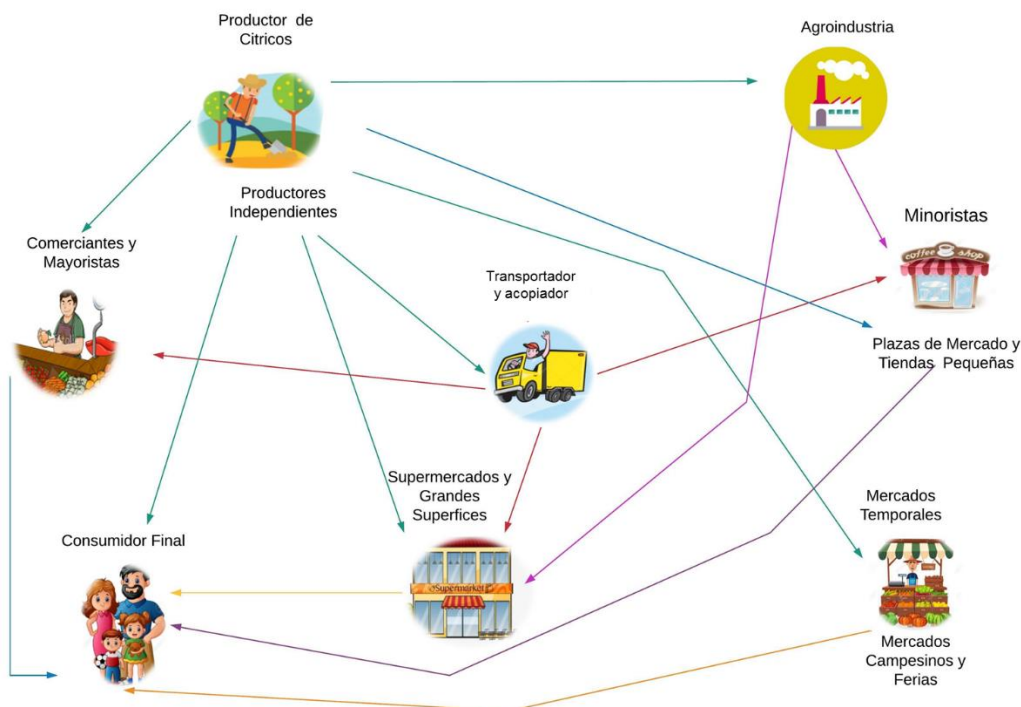 Productor de
Citricos
Agroindustria
Productores
Independientes
Minoristas
coffee shop
Comerciantes y
Mayoristas
Transportador
y acopiador
Plazas de Mercado y
Tiendas Pequeñas
Supermercados y
Grandes
Superfices
Supermarket
Mercados
Temporales
Consumidor Final
Mercados
Campesinos y
Ferias